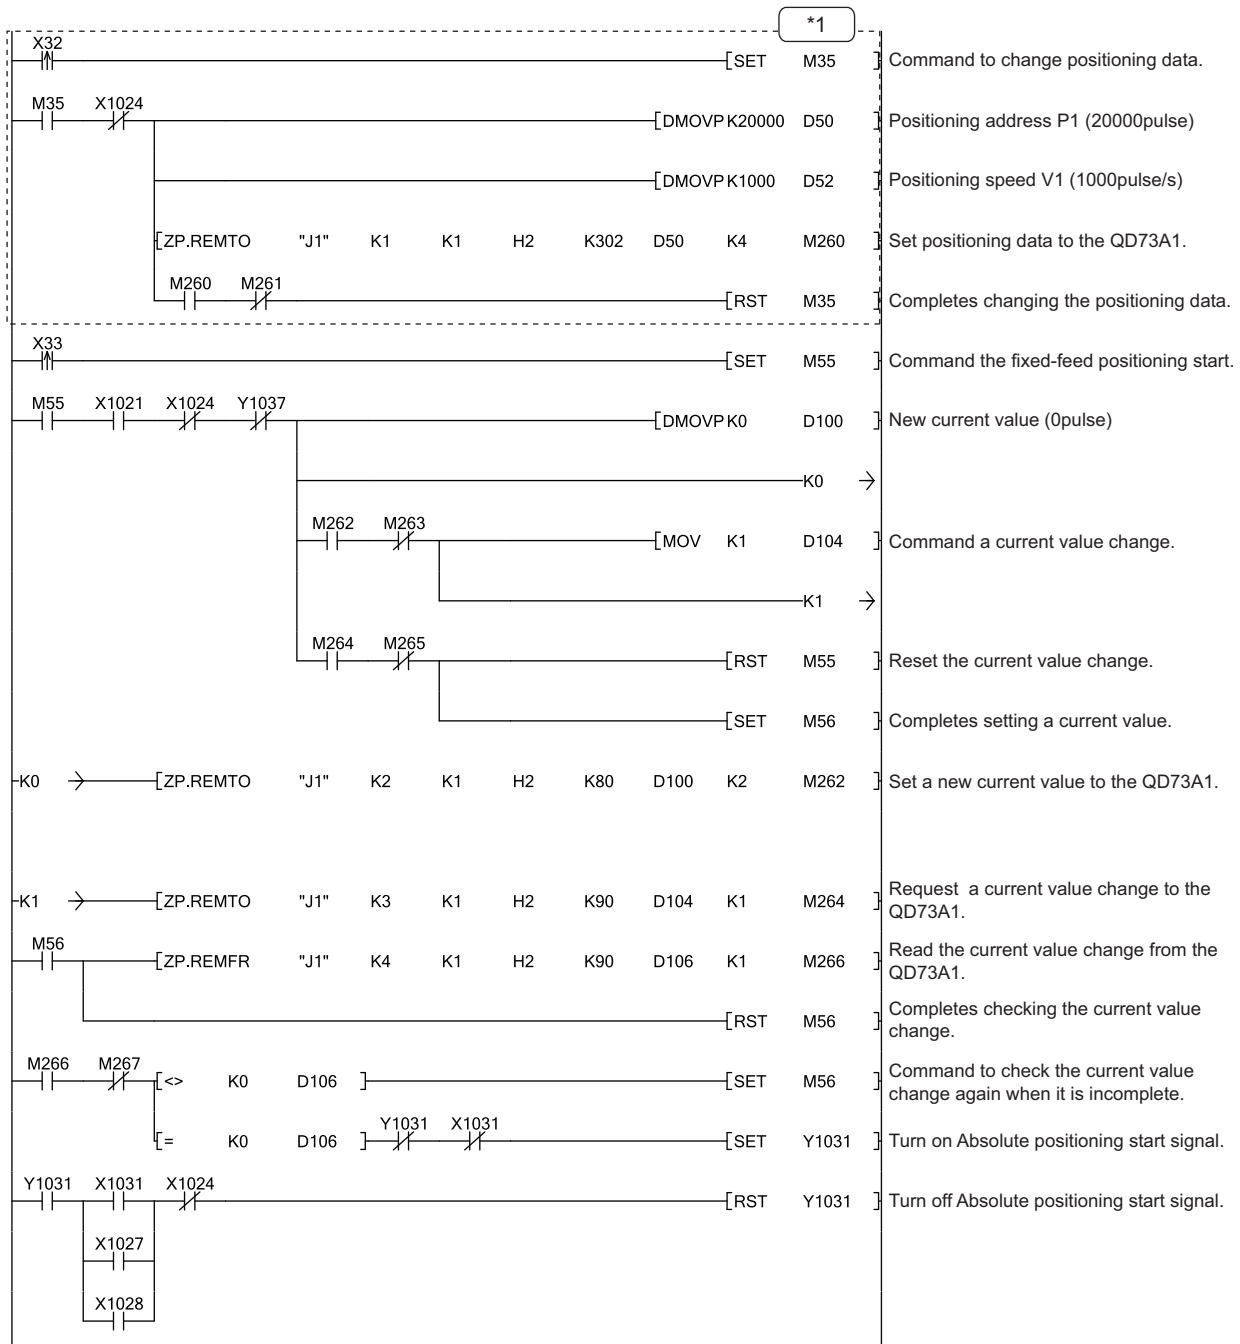 *1
X32
[SET M35 ] Command to change positioning data.
M35 X1024
[DMOVP K20000 D50 ] Positioning address P1 (20000pulse)
[DMOVP K1000 D52 ] Positioning speed V1 (1000pulse/s)
[ZP.REMTO "J1" K1 K1 H2 K302 D50 K4 M260 ] Set positioning data to the QD73A1.
M260 M261
[RST M35 ] Completes changing the positioning data.
X33
[SET M55 ] Command the fixed-feed positioning start.
M55 X1021 X1024 Y1037
[DMOVP K0 D100 ] New current value (0pulse)
K0
M262 M263
[MOV K1 D104 ] Command a current value change.
K1
M264 M265
[RST M55 ] Reset the current value change.
[SET M56 ] Completes setting a current value.
K0 [ZP.REMTO "J1" K2 K1 H2 K80 D100 K2 M262 ] Set a new current value to the QD73A1.
K1 [ZP.REMTO "J1" K3 K1 H2 K90 D104 K1 M264 ] Request a current value change to the
QD73A1.
M56
[ZP.REMFR "J1" K4 K1 H2 K90 D106 K1 M266 ] Read the current value change from the
QD73A1.
[RST M56 ] Completes checking the current value
change.
M266 M267
[<> K0 D106 ] [SET M56 ] Command to check the current value
change again when it is incomplete.
Y1031 X1031
[= K0 D106 ] [SET Y1031 ] Turn on Absolute positioning start signal.
Y1031 X1031 X1024
[RST Y1031 ] Turn off Absolute positioning start signal.
X1027
X1028